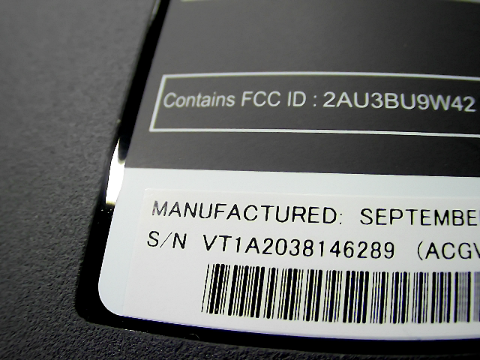 Contains FCC ID : 2AU3BU9W42
MANUFACTURED: SEPTEMBE
S/N VT1A2038146289 (ACGV